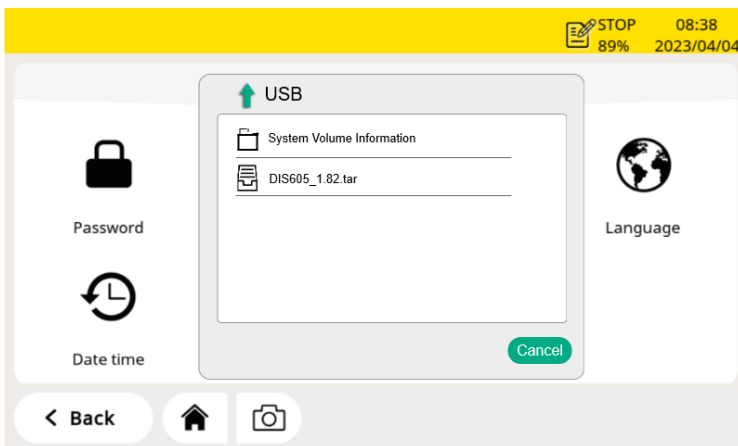 STOP 08:38
89% 2023/04/04
USB
System Volume Information
DIS605_1.82.tar
Password
Language
Date time
Cancel
Back